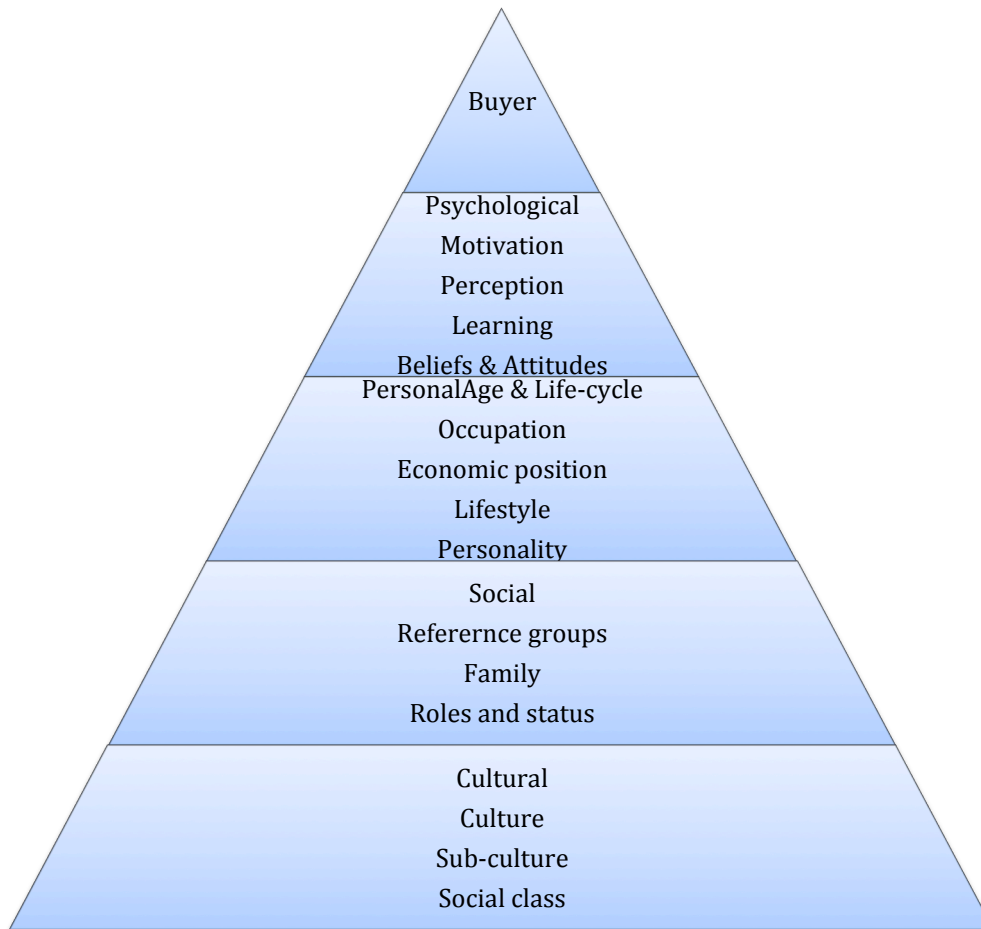 Buyer
Psychological
Motivation
Perception
Learning
Beliefs & Attitudes
PersonalAge & Life-cycle
Occupation
Economic position
Lifestyle
Personality
Social
Referernce groups
Family
Roles and status
Cultural
Culture
Sub-culture
Social class